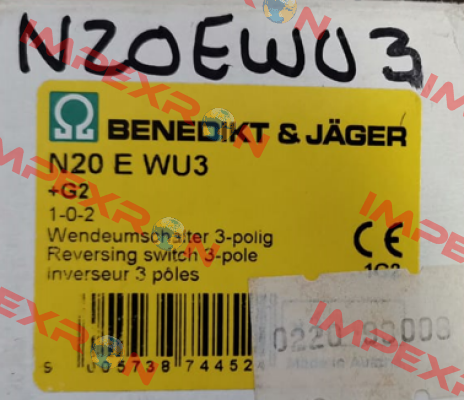 N20EWU3
BENEDIKT & JÄGER
N20 E WU3
+G2
1-0-2
Wendeumschalter 3-polig
Reversing switch 3-pole
inverseur 3 pôles
CE
IMPEXRON